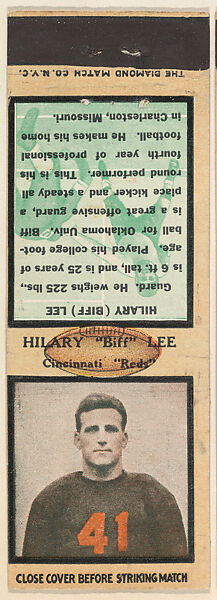 THE DIAMOND MATCH CO. N.Y.C.
HILARY (BIFF) LEE
Guard. He weighs 225 lbs.,
is 6 ft. tall, and is 25 years of
age. Played his college foot-
ball for Oklahoma Univ. Biff
is a great offensive guard, a
place kicker and a steady all
round performer. This is his
fourth year of professional
football. He makes his home
in Charleston, Missouri.
HILARY "Biff" LEE
Cincinnati "Reds"
41
CLOSE COVER BEFORE STRIKING MATCH